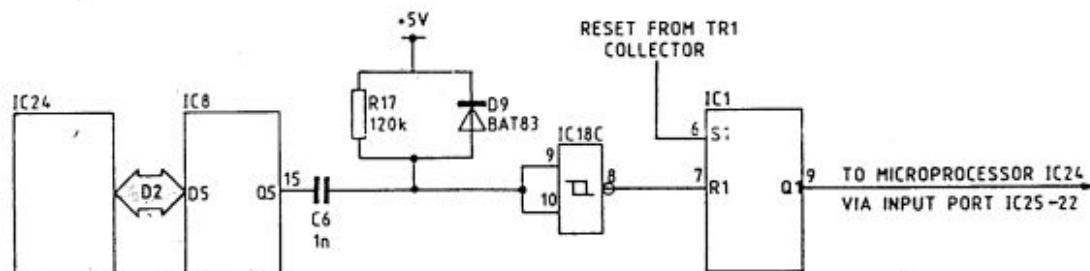 +5V
RESET FROM TR1
COLLECTOR
IC24
IC8
R17
120k
D9
BAT83
IC18C
IC1
6 S1
9
8
7 R1
Q1 9
10
D2
D5
QS 15
C6
1n
TO MICROPROCESSOR IC24
VIA INPUT PORT IC25-22